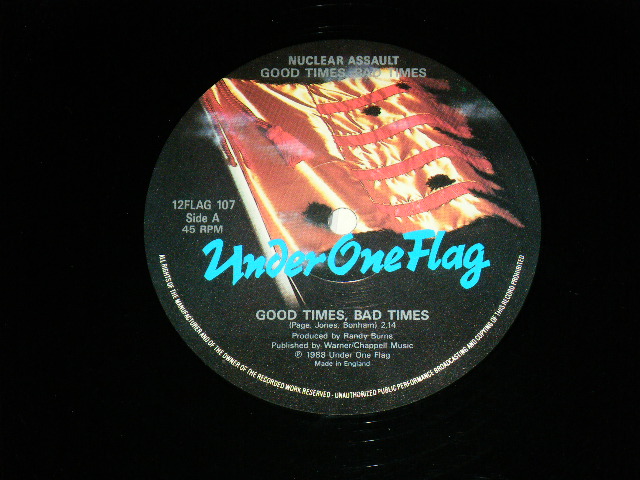 NUCLEAR ASSAULT
GOOD TIMES, BAD TIMES
12FLAG 107
Side A
45 RPM
Under One Flag
GOOD TIMES, BAD TIMES
(Page, Jones, Bonham) 2.14
Produced by Randy Burns
Published by Warner/Chappell Music
℗ 1988 Under One Flag
Made in England
ALL RIGHTS OF THE MANUFACTURER AND OF THE OWNER OF THE RECORDED WORK RESERVED - UNAUTHORIZED PUBLIC PERFORMANCE BROADCASTING AND COPYING OF THIS RECORD PROHIBITED